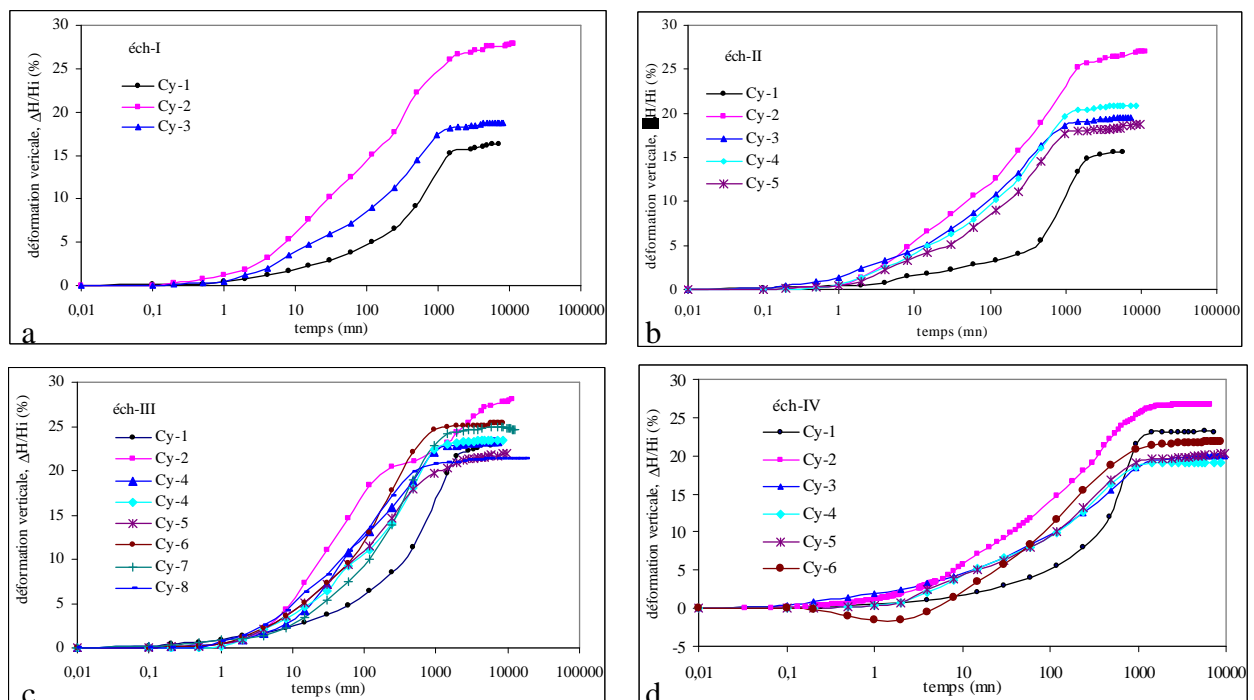 30
25
20
15
10
5
0
déformation vericale, ΔH/Hi (%)
éch-I
Cy-1
Cy-2
Cy-3
0,01 0,1 1 10 100 1000 10000 100000
temps (mn)
a
30
25
20
15
10
5
0
déformation verticale, H/Hi (%)
éch-II
Cy-1
Cy-2
Cy-3
Cy-4
Cy-5
0,01 0,1 1 10 100 1000 10000 100000
temps (mn)
b
30
25
20
15
10
5
0
déformation verticale, ΔH/Hi (%)
éch-III
Cy-1
Cy-2
Cy-4
Cy-4
Cy-5
Cy-6
Cy-7
Cy-8
0,01 0,1 1 10 100 1000 10000 100000
temps (mn)
c
30
25
20
15
10
5
0
-5
déformation verticale, ΔH/Hi (%)
éch-IV
Cy-1
Cy-2
Cy-3
Cy-4
Cy-5
Cy-6
0,01 0,1 1 10 100 1000 10000
temps (mn)
d